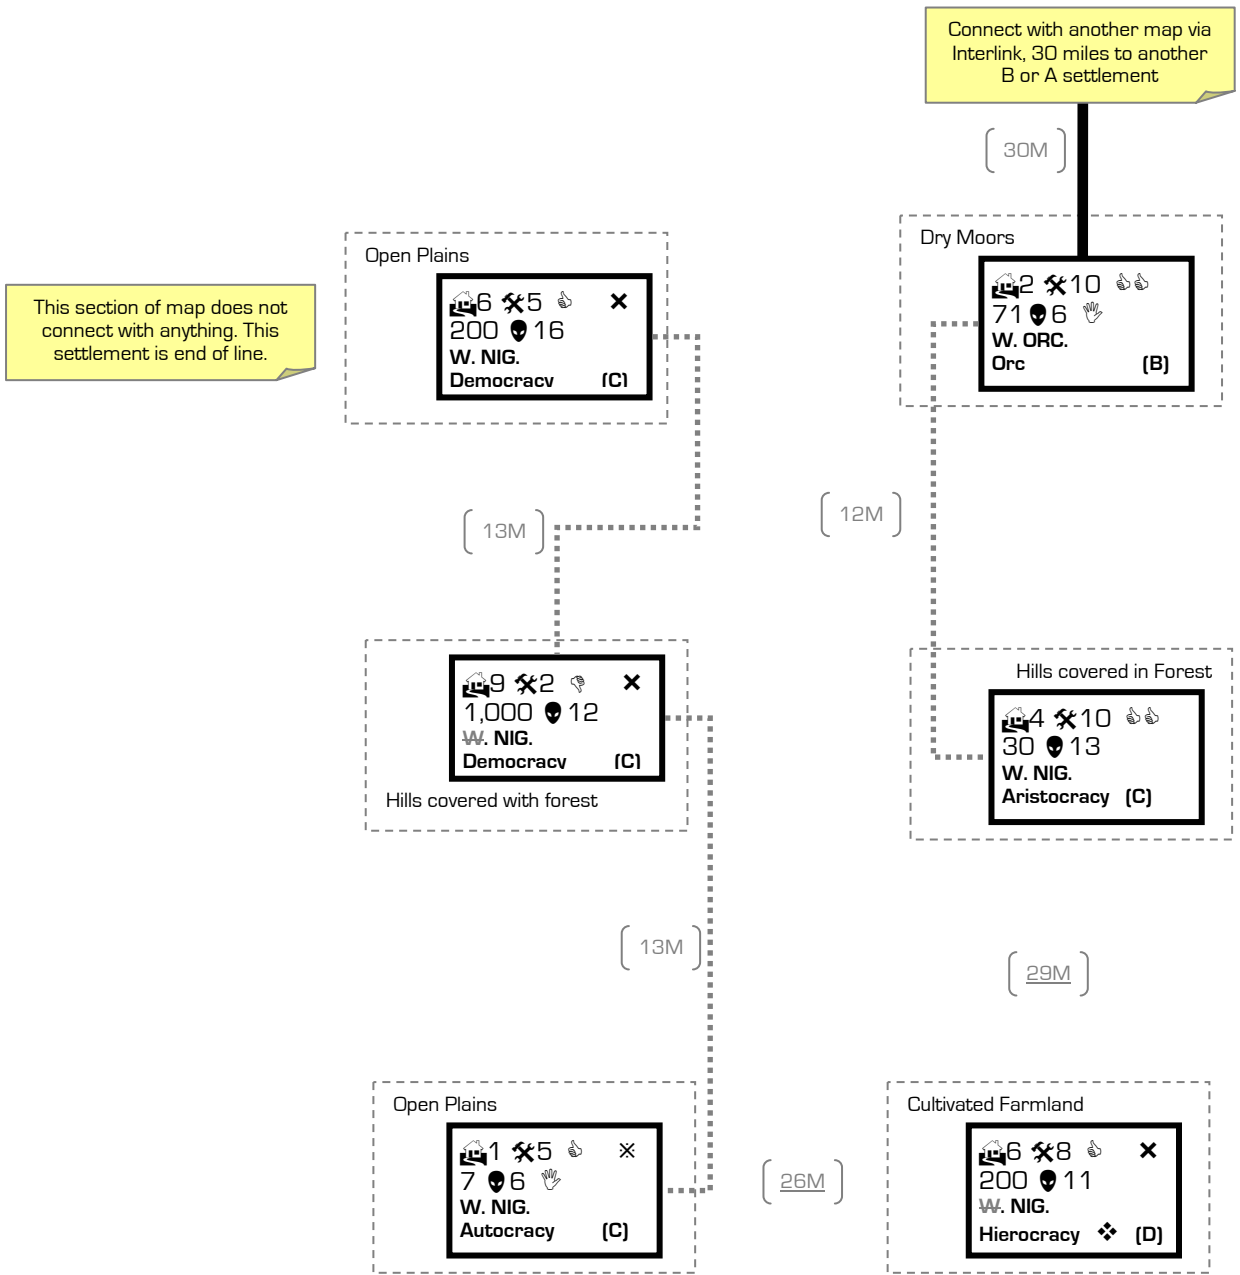 Connect with another map via
Interlink, 30 miles to another
B or A settlement
30M
Open Plains
6 5
200 16
W. NIG.
Democracy (C)
This section of map does not
connect with anything. This
settlement is end of line.
Dry Moors
2 10
71 6
W. ORC.
Orc (B)
13M
12M
9 2
1,000 12
W. NIG.
Democracy (C)
Hills covered with forest
Hills covered in Forest
4 10
30 13
W. NIG.
Aristocracy (C)
13M
29M
Open Plains
1 5
7 6
W. NIG.
Autocracy (C)
26M
Cultivated Farmland
6 8
200 11
W. NIG.
Hierocracy (D)